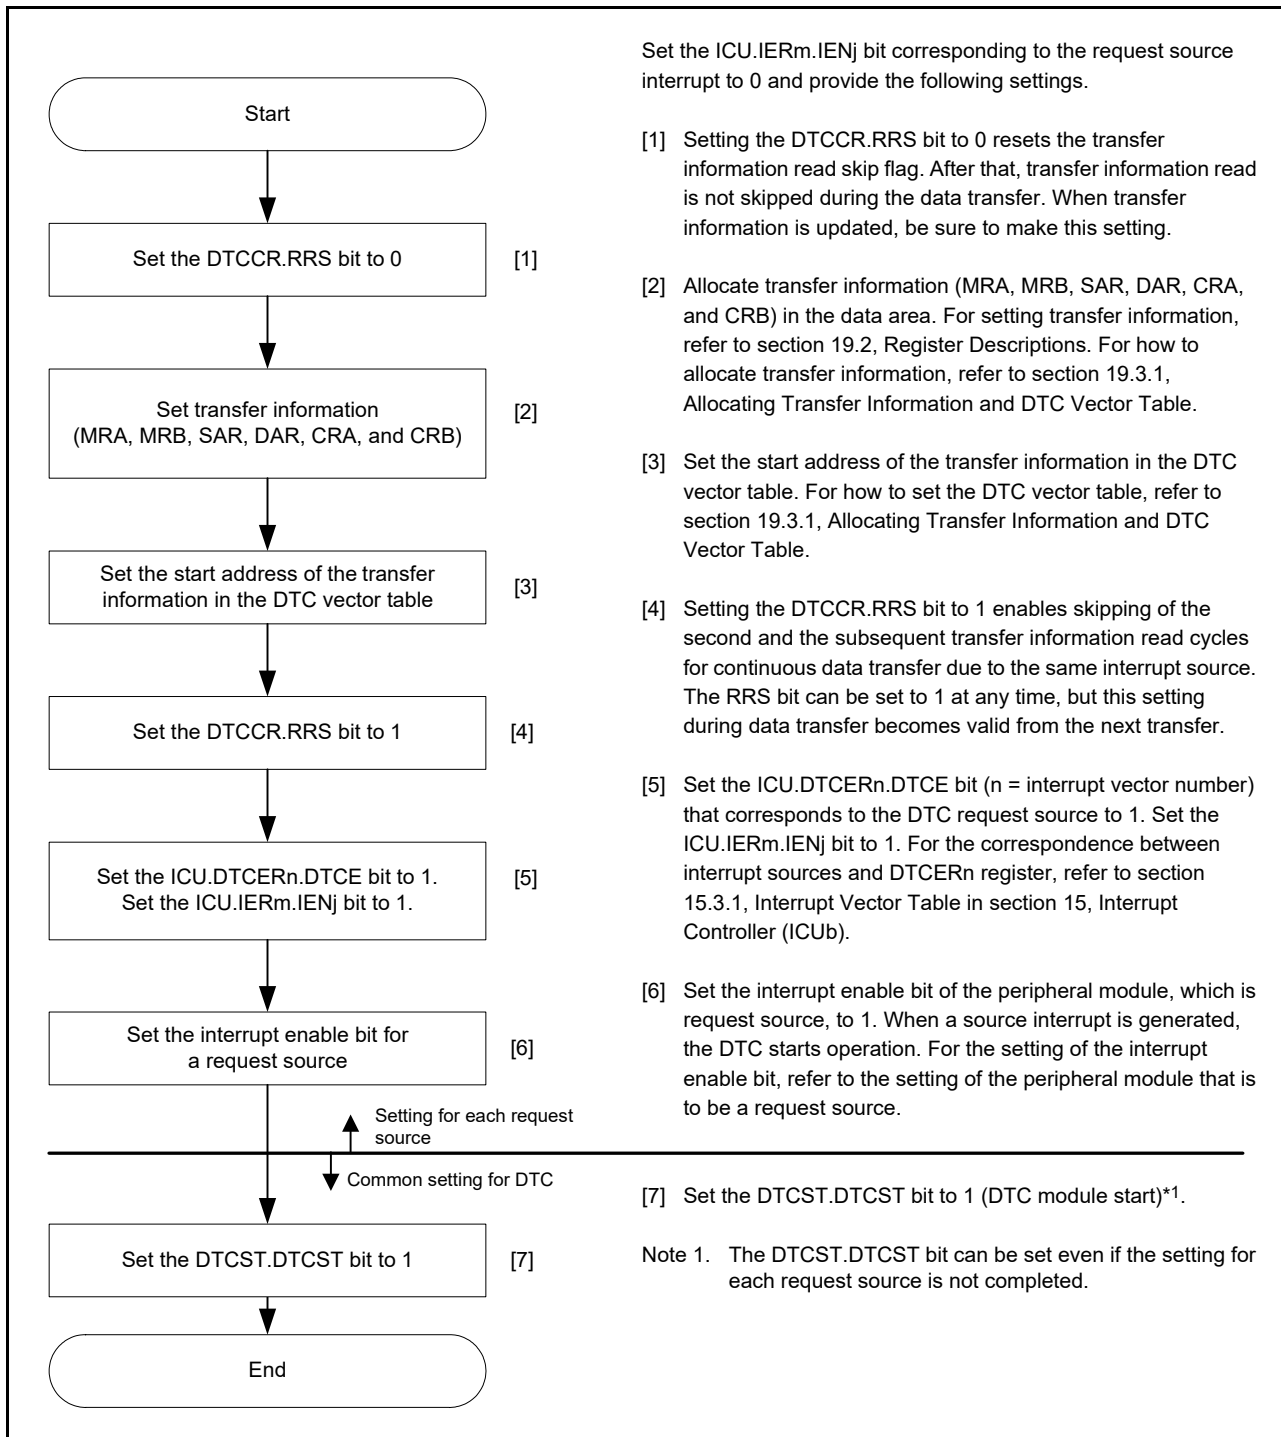 Start
Set the DTCCR.RRS bit to 0
[1]
Set transfer information
(MRA, MRB, SAR, DAR, CRA, and CRB)
[2]
Set the start address of the transfer
information in the DTC vector table
[3]
Set the DTCCR.RRS bit to 1
[4]
Set the ICU.DTCERn.DTCE bit to 1.
Set the ICU.IERm.IENj bit to 1.
[5]
Set the interrupt enable bit for
a request source
[6]
Setting for each request
source
Common setting for DTC
Set the DTCST.DTCST bit to 1
[7]
End
Set the ICU.IERm.IENj bit corresponding to the request source
interrupt to 0 and provide the following settings.
[1] Setting the DTCCR.RRS bit to 0 resets the transfer
information read skip flag. After that, transfer information read
is not skipped during the data transfer. When transfer
information is updated, be sure to make this setting.
[2] Allocate transfer information (MRA, MRB, SAR, DAR, CRA,
and CRB) in the data area. For setting transfer information,
refer to section 19.2, Register Descriptions. For how to
allocate transfer information, refer to section 19.3.1,
Allocating Transfer Information and DTC Vector Table.
[3] Set the start address of the transfer information in the DTC
vector table. For how to set the DTC vector table, refer to
section 19.3.1, Allocating Transfer Information and DTC
Vector Table.
[4] Setting the DTCCR.RRS bit to 1 enables skipping of the
second and the subsequent transfer information read cycles
for continuous data transfer due to the same interrupt source.
The RRS bit can be set to 1 at any time, but this setting
during data transfer becomes valid from the next transfer.
[5] Set the ICU.DTCERn.DTCE bit (n = interrupt vector number)
that corresponds to the DTC request source to 1. Set the
ICU.IERm.IENj bit to 1. For the correspondence between
interrupt sources and DTCERn register, refer to section
15.3.1, Interrupt Vector Table in section 15, Interrupt
Controller (ICUb).
[6] Set the interrupt enable bit of the peripheral module, which is
request source, to 1. When a source interrupt is generated,
the DTC starts operation. For the setting of the interrupt
enable bit, refer to the setting of the peripheral module that is
to be a request source.
[7] Set the DTCST.DTCST bit to 1 (DTC module start)*1.
Note 1. The DTCST.DTCST bit can be set even if the setting for
each request source is not completed.